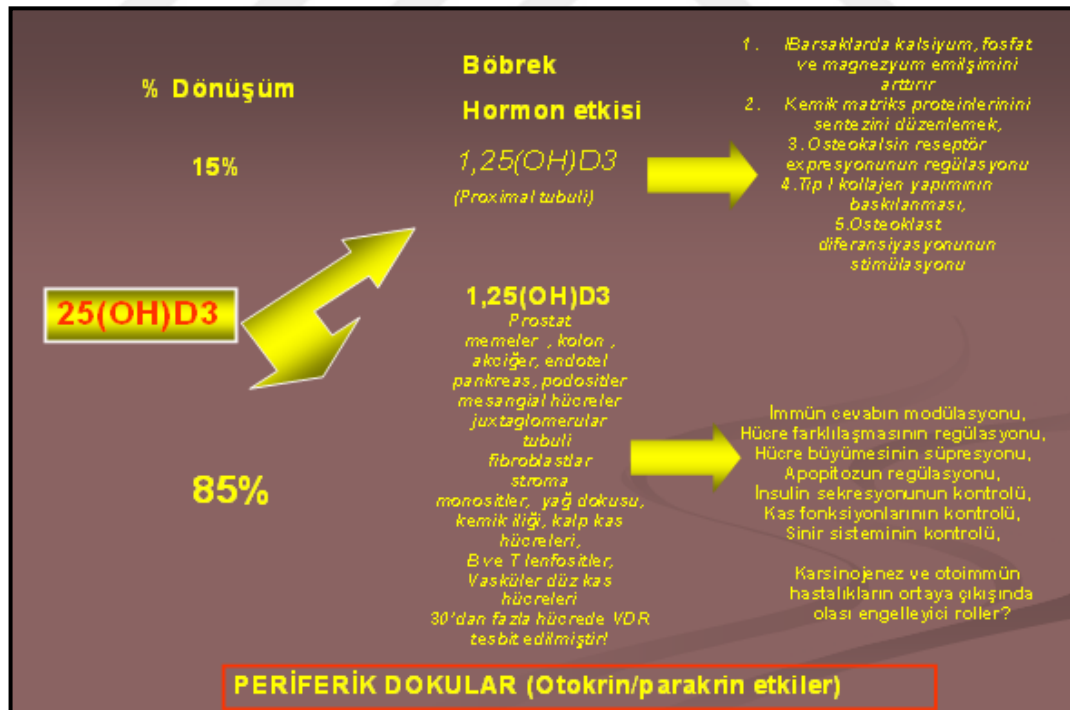 % Dönüşüm
15%
25(OH)D3
85%
Böbrek
Hormon etkisi
1,25(OH)D3
(Proximal tubuli)
1. İBarsaklarda kalsiyum, fosfat
ve magnezyum emilşimini
arttırır
2. Kemik matriks proteinlerinini
sentezini düzenlemek,
3.Osteokalsin reseptör
expresyonunun regülasyonu
4.Tip I kollajen yapımının
baskılanması,
5.Osteoklast
diferansiyasyonunun
stimülasyonu
1,25(OH)D3
Prostat
memeler , kolon ,
akciğer, endotel
pankreas, podositler
mesangial hücreler
juxtaglomerular
tubuli
fibroblastlar
stroma
monositler, yağ dokusu,
kemik iliği, kalp kas
hücreleri,
B ve T lenfositler,
Vasküler düz kas
hücreleri
30'dan fazla hücrede VDR
tesbit edilmiştir!
İmmün cevabın modülasyonu,
Hücre farklılaşmasının regülasyonu,
Hücre büyümesinin süpresyonu,
Apopitozun regülasyonu,
İnsulin sekresyonunun kontrolü,
Kas fonksiyonlarının kontrolü,
Sinir sisteminin kontrolü,
Karsinojenez ve otoimmün
hastalıkların ortaya çıkışında
olası engelleyici roller?
PERİFERİK DOKULAR (Otokrin/parakrin etkiler)